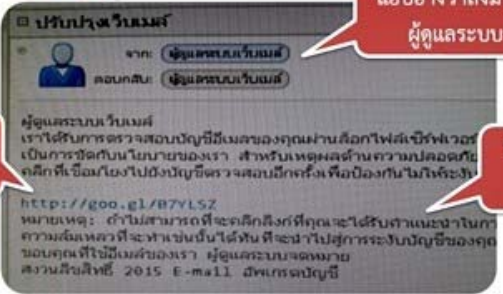 แอบอ้างว่าส่งม
ผู้ดูแลระบบ
ปรับปรุงเว็บเมล์
จาก: ผู้ดูแลระบบเว็บเมล์
ตอบกลับ: ผู้ดูแลระบบเว็บเมล์
ผู้ดูแลระบบเว็บเมล์
เราได้รับการตรวจสอบบัญชีอีเมลของคุณผ่านล็อกไฟล์เซิร์ฟเวอร์
เป็นการขัดกับนโยบายของเรา สำหรับเหตุผลด้านความปลอดภัย
คลิกที่เชื่อมโยงไปยังบัญชีตรวจสอบอีกครั้งเพื่อป้องกันไม่ให้ระงับ
http://goo.gl/07YLSZ
หมายเหตุ: ถ้าไม่สามารถที่จะคลิกลิงก์ที่คุณจะได้รับคำแนะนำในกา
ความล้มเหลวที่จะทำเช่นนั้นได้ทันที่จะนำไปสู่การระงับบัญชีของคุณ
ขอบคุณที่ใช้อีเมล์ของเรา ผู้ดูแลระบบจดหมาย
สงวนลิขสิทธิ์ 2015 E-mall อัพเกรดบัญชี